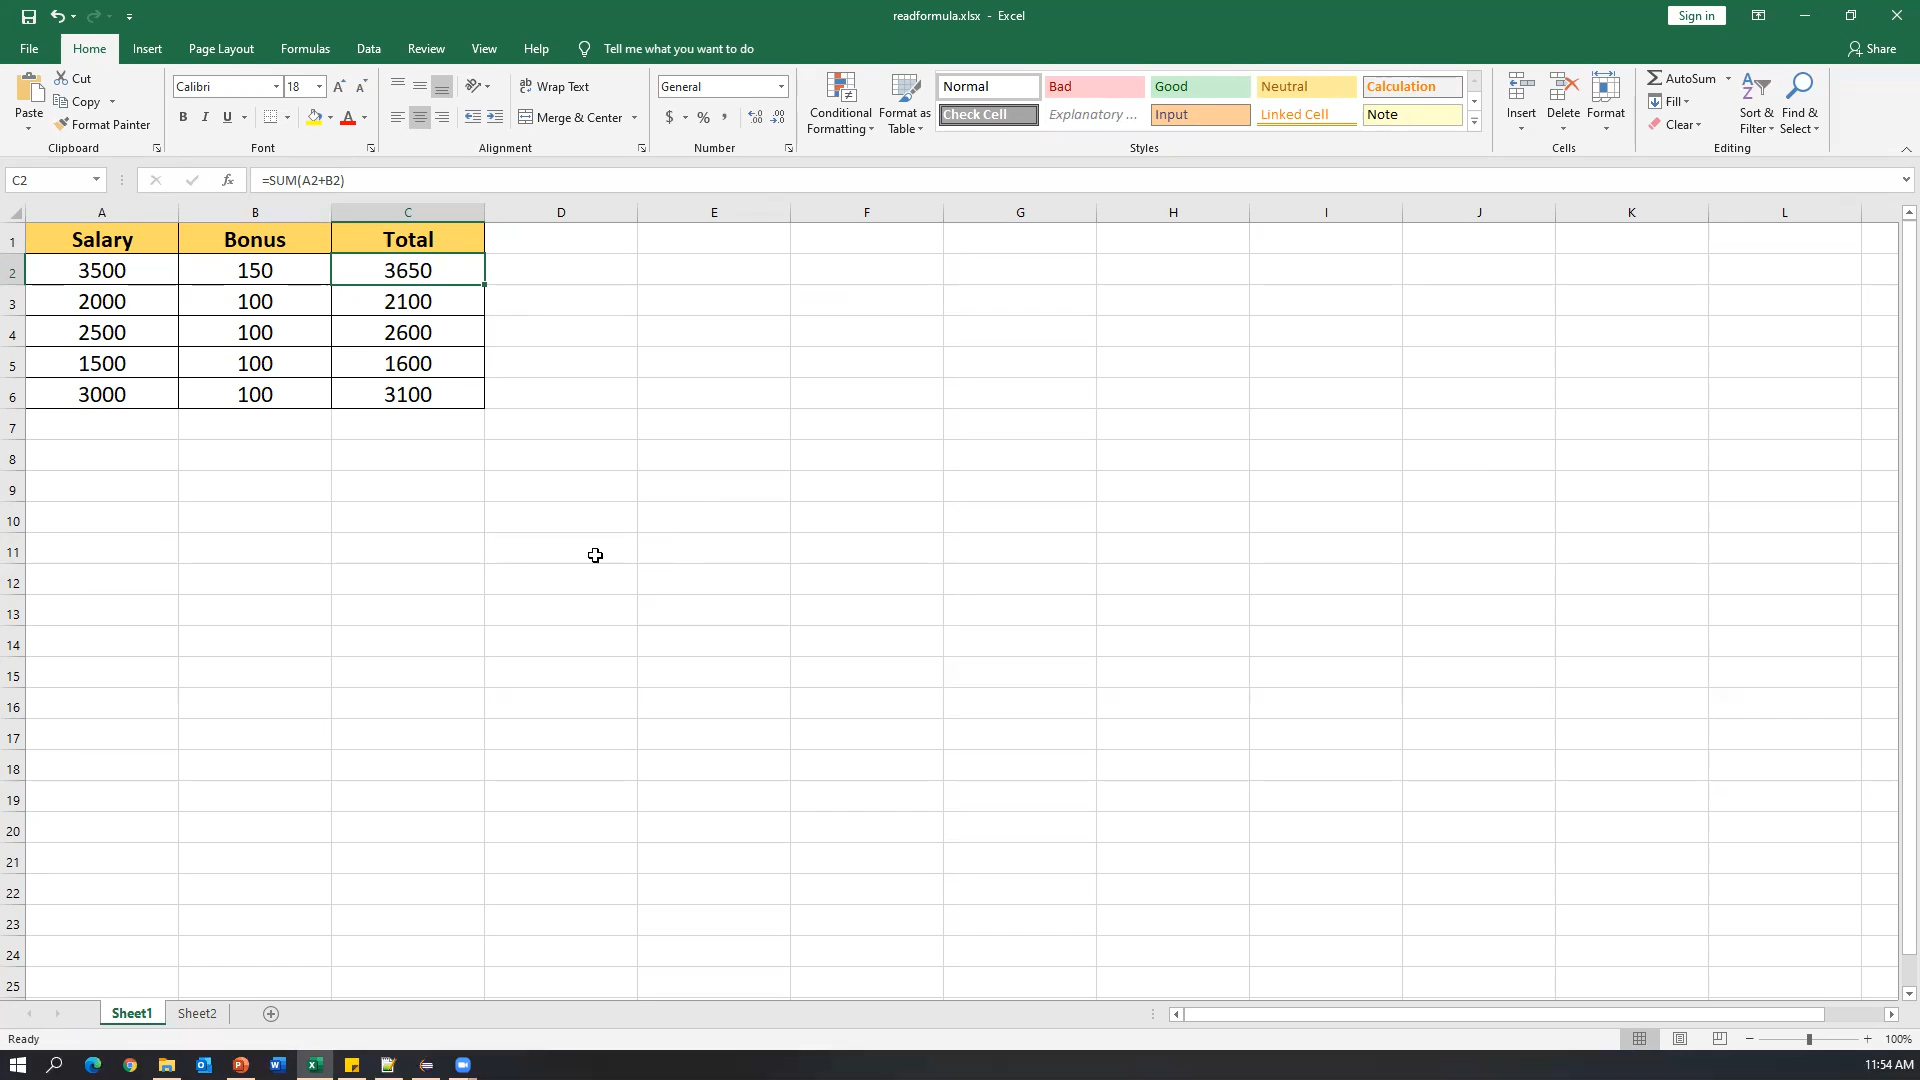 readformula.xlsx - Excel
Sign in
File Home Insert Page Layout Formulas Data Review View Help Tell me what you want to do Share
Paste
Cut
Copy
Format Painter
Clipboard
Calibri 18
B I U
Font
Wrap Text
Merge & Center
Alignment
General
$ % ,
Number
Conditional Formatting
Format as Table
Normal Bad Good Neutral Calculation
Check Cell Explanatory ... Input Linked Cell Note
Styles
Insert Delete Format
Cells
AutoSum
Fill
Clear
Sort & Filter
Find & Select
Editing
C2 fx =SUM(A2+B2)
A B C D E F G H I J K L
1 Salary Bonus Total
2 3500 150 3650
3 2000 100 2100
4 2500 100 2600
5 1500 100 1600
6 3000 100 3100
7
8
9
10
11
12
13
14
15
16
17
18
19
20
21
22
23
24
25
Sheet1 Sheet2
Ready 100%
11:54 AM